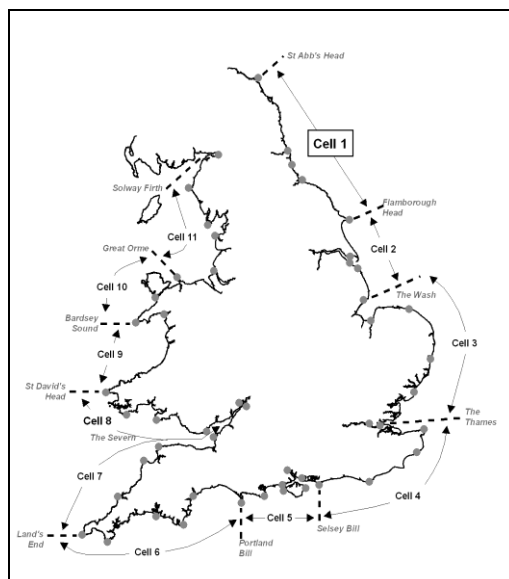 St Abb's Head
Cell 1
Solway Firth
Flamborough
Head
Cell 11
Great Orme
Cell 2
Cell 10
The Wash
Bardsey
Sound
Cell 3
Cell 9
St David's
Head
Cell 8
The Severn
The
Thames
Cell 7
Cell 4
Cell 5
Land's
End
Cell 6
Selsey Bill
Portland
Bill